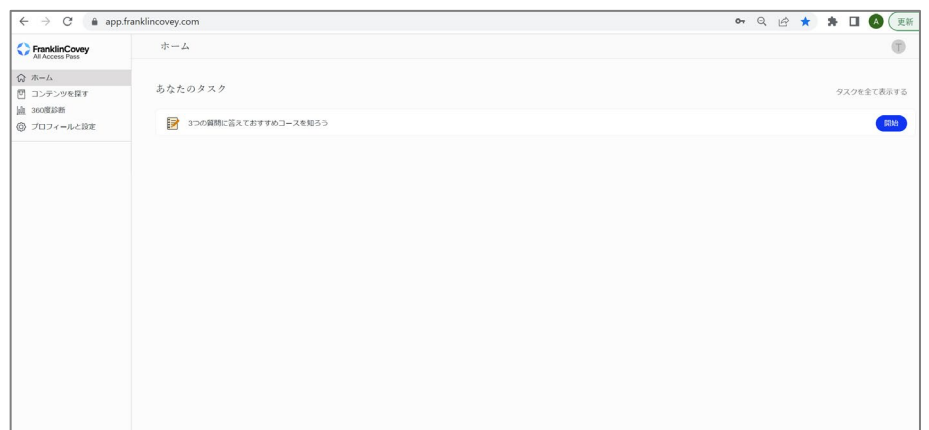 app.franklincovey.com
A
更新
FranklinCovey
All Access Pass
ホーム
T
ホーム
コンテンツを探す
360度診断
プロフィールと設定
あなたのタスク
タスクを全て表示する
3つの質問に答えておすすめコースを知ろう
開始